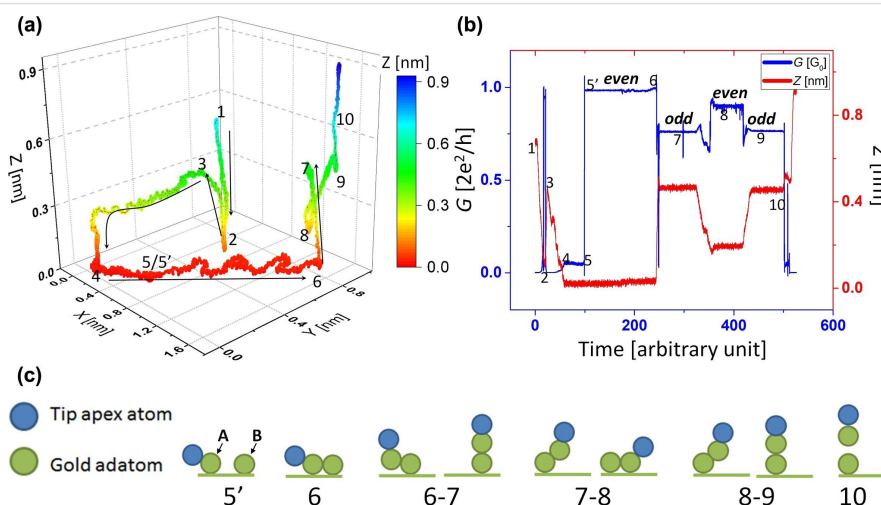 (a)
Z [nm]
0.9
0.6
0.3
0.0
Z [nm]
0.9
0.6
0.3
0.0
1
2
3
4
5/5'
6
7
8
9
10
0.0
0.4
0.8
1.2
1.6
X [nm]
0.0
0.4
0.8
Y [nm]
(b)
G [G₀]
Z [nm]
1.0
0.5
0.0
G [2e²/h]
0.8
0.4
0.0
Z [nm]
1
2
3
4
5
5' even 6
odd
7
even
8
odd
9
10
0 200 400 600
Time [arbitrary unit]
(c)
Tip apex atom
Gold adatom
A B
5' 6 6-7 7-8 8-9 10